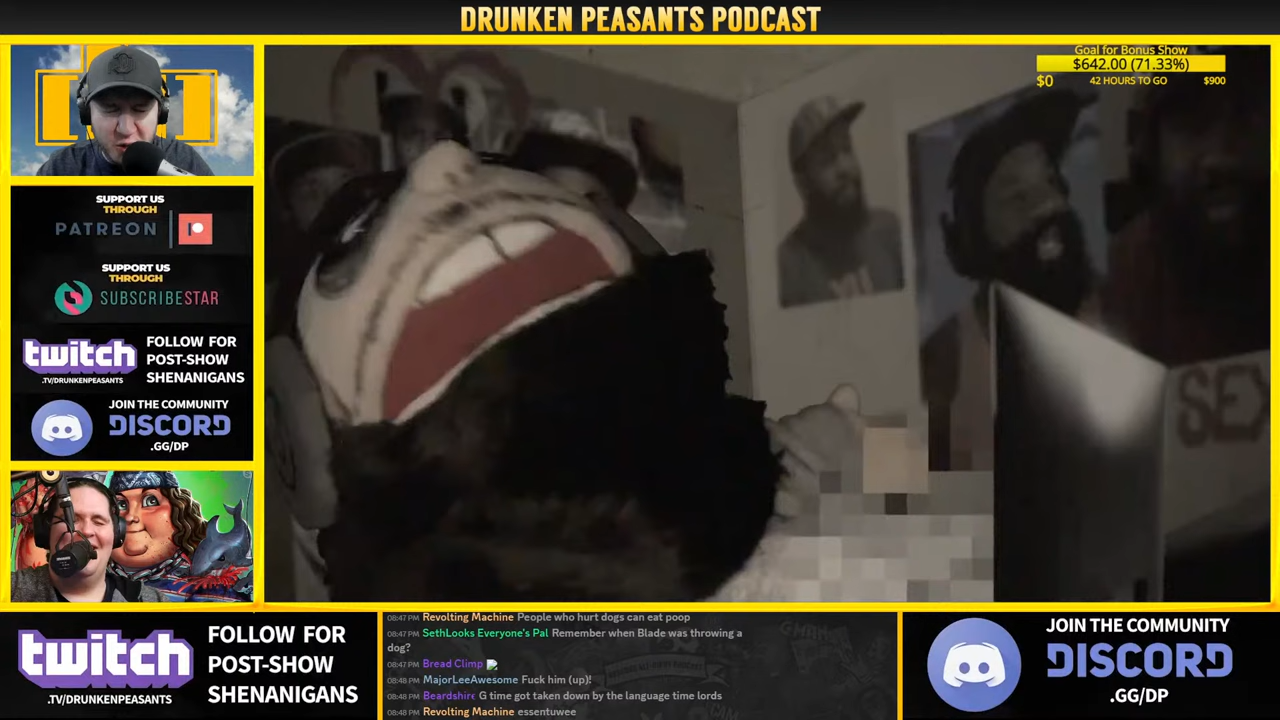 DRUNKEN PEASANTS PODCAST
Goal for Bonus Show
$642.00 (71.33%)
$0 42 HOURS TO GO $900
SUPPORT US
THROUGH
PATREON
SUPPORT US
THROUGH
SUBSCRIBESTAR
twitch
.TV/DRUNKENPEASANTS
FOLLOW FOR
POST-SHOW
SHENANIGANS
JOIN THE COMMUNITY
DISCORD
.GG/DP
SEX
twitch
.TV/DRUNKENPEASANTS
FOLLOW FOR
POST-SHOW
SHENANIGANS
08:47 PM Revolting Machine People who hurt dogs can eat poop
08:47 PM SethLooks Everyone's Pal Remember when Blade was throwing a
dog?
08:47 PM Bread Climp
08:48 PM MajorLeeAwesome Fuck him (up)!
08:48 PM Beardshire G time got taken down by the language time lords
08:48 PM Revolting Machine essentuwee
JOIN THE COMMUNITY
DISCORD
.GG/DP